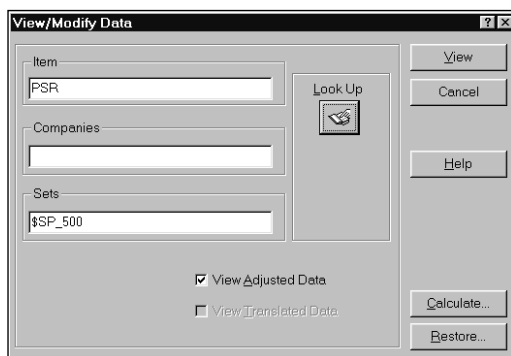 View/Modify Data
Item
PSR
Companies
Sets
$SP_500
View Adjusted Data
View Translated Data
Look Up
View
Cancel
Help
Calculate...
Restore...